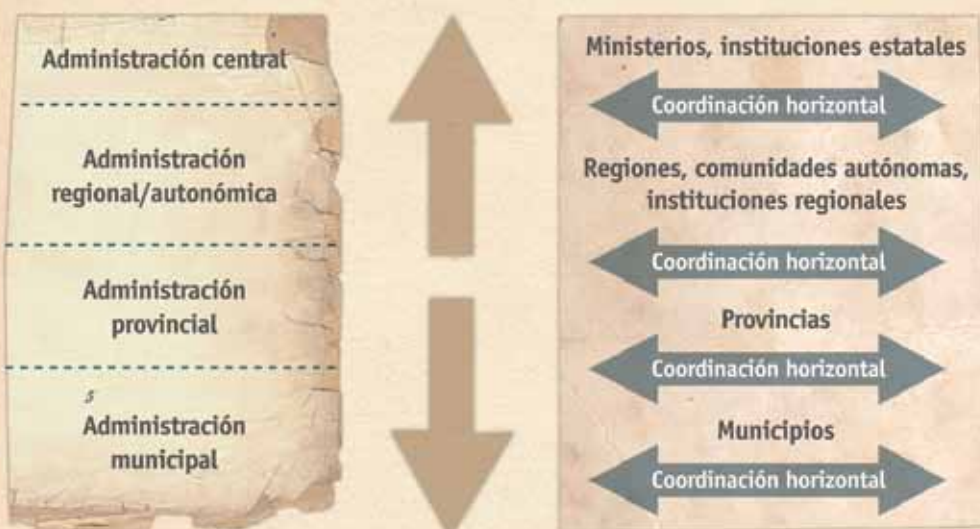 Administración central
Administración
regional/autonómica
Administración
provincial
Administración
municipal
Ministerios, instituciones estatales
Coordinación horizontal
Regiones, comunidades autónomas,
instituciones regionales
Coordinación horizontal
Provincias
Coordinación horizontal
Municipios
Coordinación horizontal